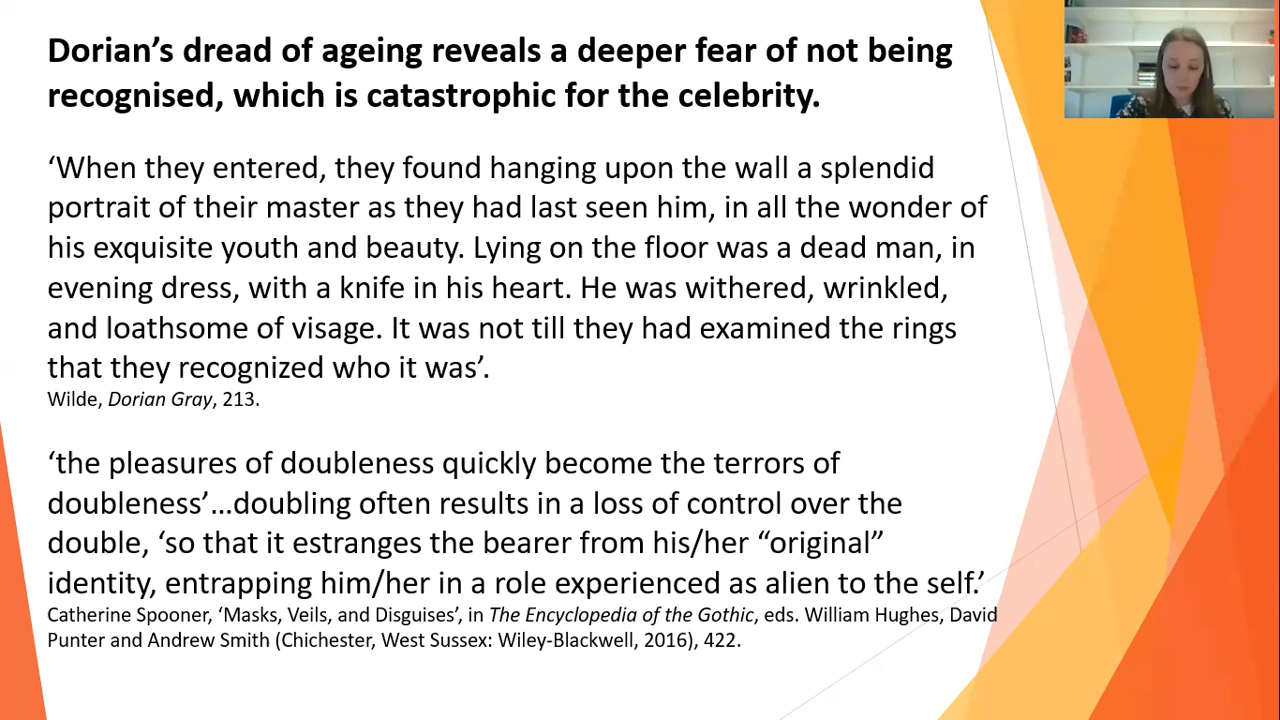 Dorian’s dread of ageing reveals a deeper fear of not being
recognised, which is catastrophic for the celebrity.
‘When they entered, they found hanging upon the wall a splendid
portrait of their master as they had last seen him, in all the wonder of
his exquisite youth and beauty. Lying on the floor was a dead man, in
evening dress, with a knife in his heart. He was withered, wrinkled,
and loathsome of visage. It was not till they had examined the rings
that they recognized who it was’.
Wilde, Dorian Gray, 213.
‘the pleasures of doubleness quickly become the terrors of
doubleness’…doubling often results in a loss of control over the
double, ‘so that it estranges the bearer from his/her “original”
identity, entrapping him/her in a role experienced as alien to the self.’
Catherine Spooner, ‘Masks, Veils, and Disguises’, in The Encyclopedia of the Gothic, eds. William Hughes, David
Punter and Andrew Smith (Chichester, West Sussex: Wiley-Blackwell, 2016), 422.